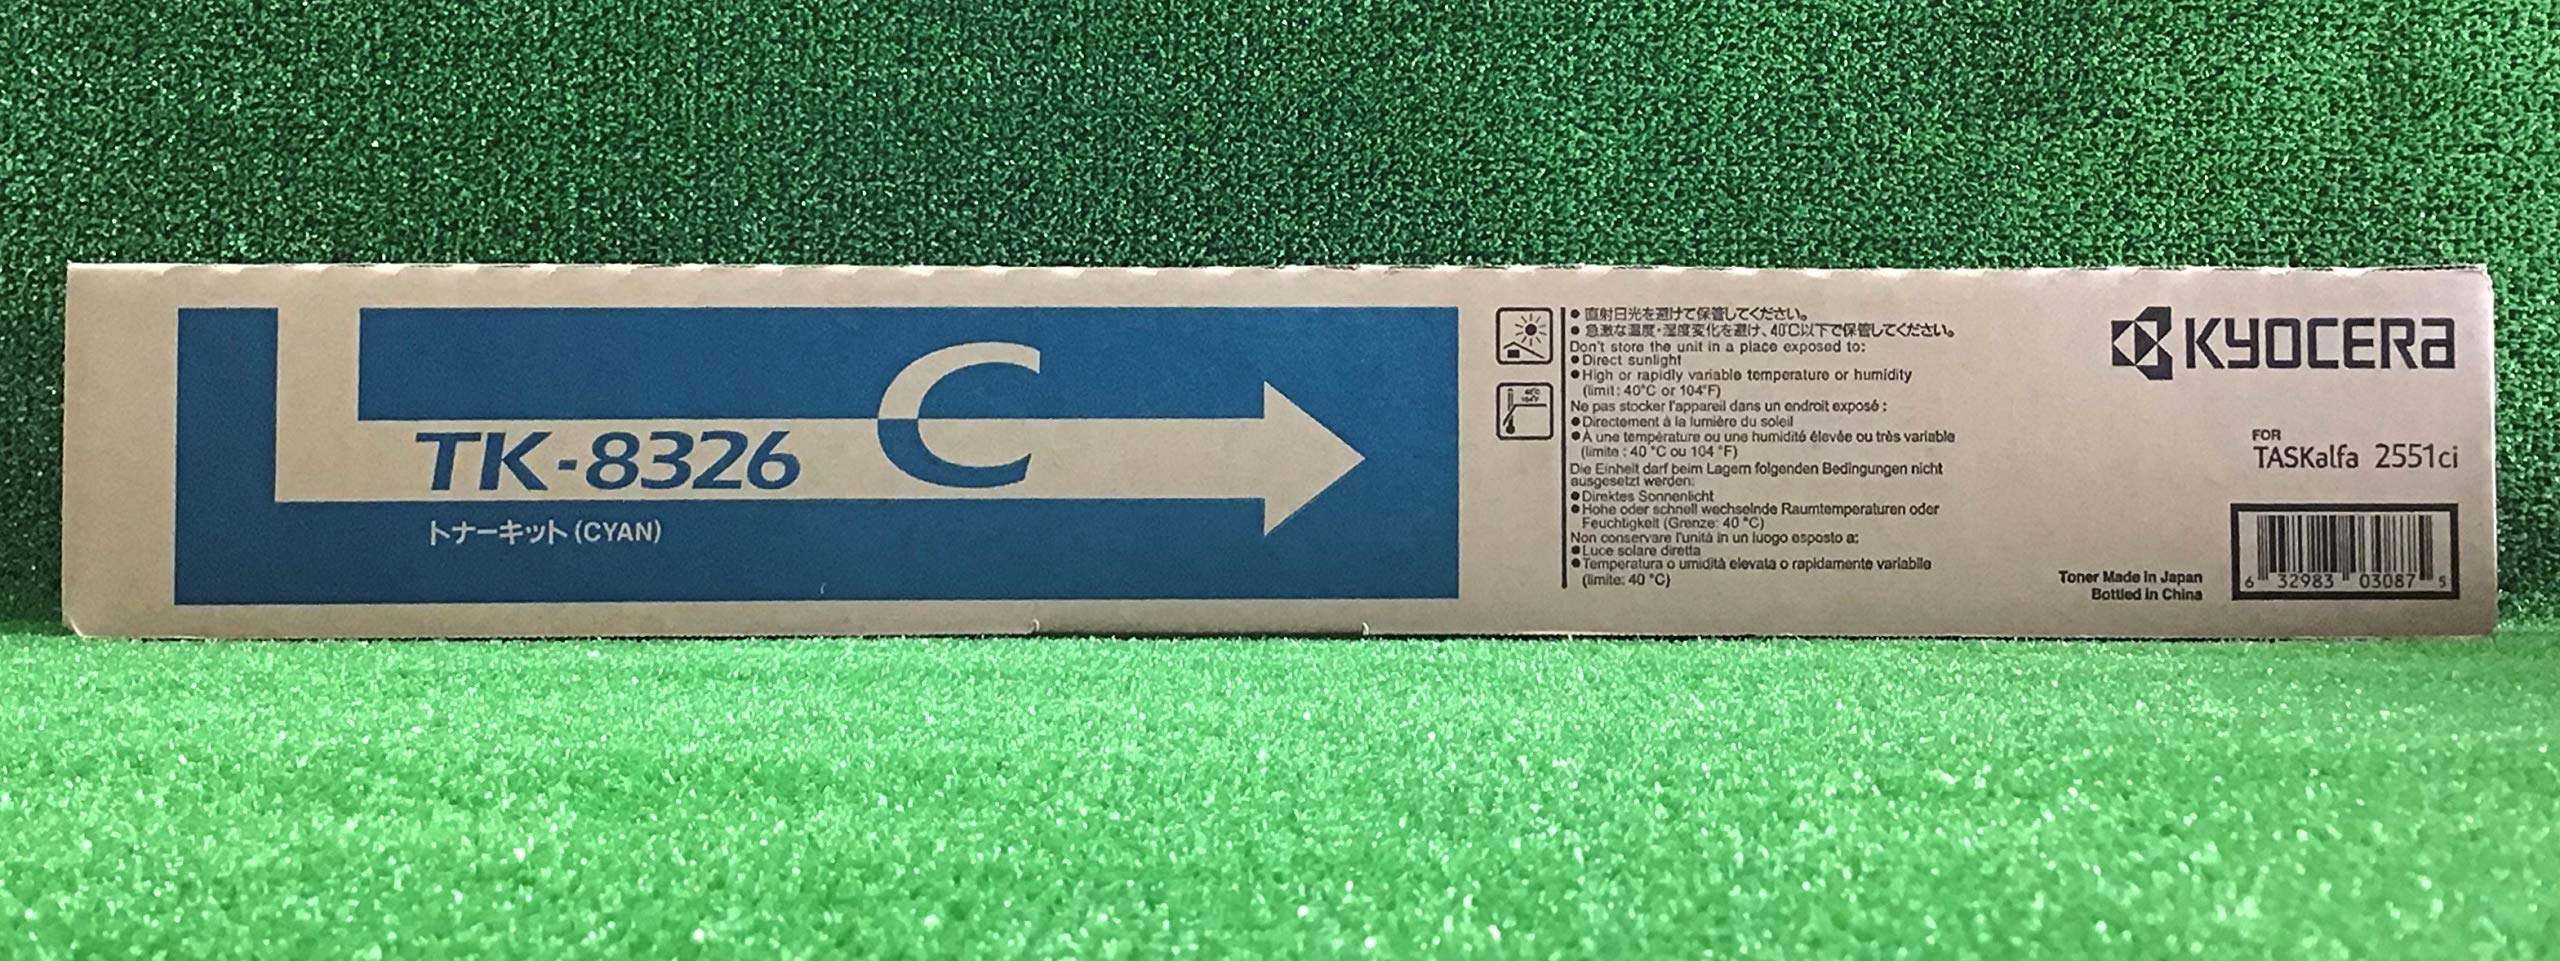 C
TK-8326
トナーキット(CYAN)
40°C
104°F
● 直射日光を避けて保管してください。
● 急激な温度・湿度変化を避け、40℃以下で保管してください。
Don't store the unit in a place exposed to:
● Direct sunlight
● High or rapidly variable temperature or humidity
(limit: 40°C or 104°F)
Ne pas stocker l'appareil dans un endroit exposé :
● Directement à la lumière du soleil
● À une température ou une humidité élevée ou très variable
(limite : 40 °C ou 104 °F)
Die Einheit darf beim Lagern folgenden Bedingungen nicht
ausgesetzt werden:
● Direktes Sonnenlicht
● Hohe oder schnell wechselnde Raumtemperaturen oder
Feuchtigkeit (Grenze: 40 °C)
Non conservare l'unità in un luogo esposto a:
● Luce solare diretta
● Temperatura o umidità elevata o rapidamente variabile
(limite: 40 °C)
KYOCERA
FOR
TASKalfa 2551ci
Toner Made in Japan
Bottled in China
6 32983 03087 5